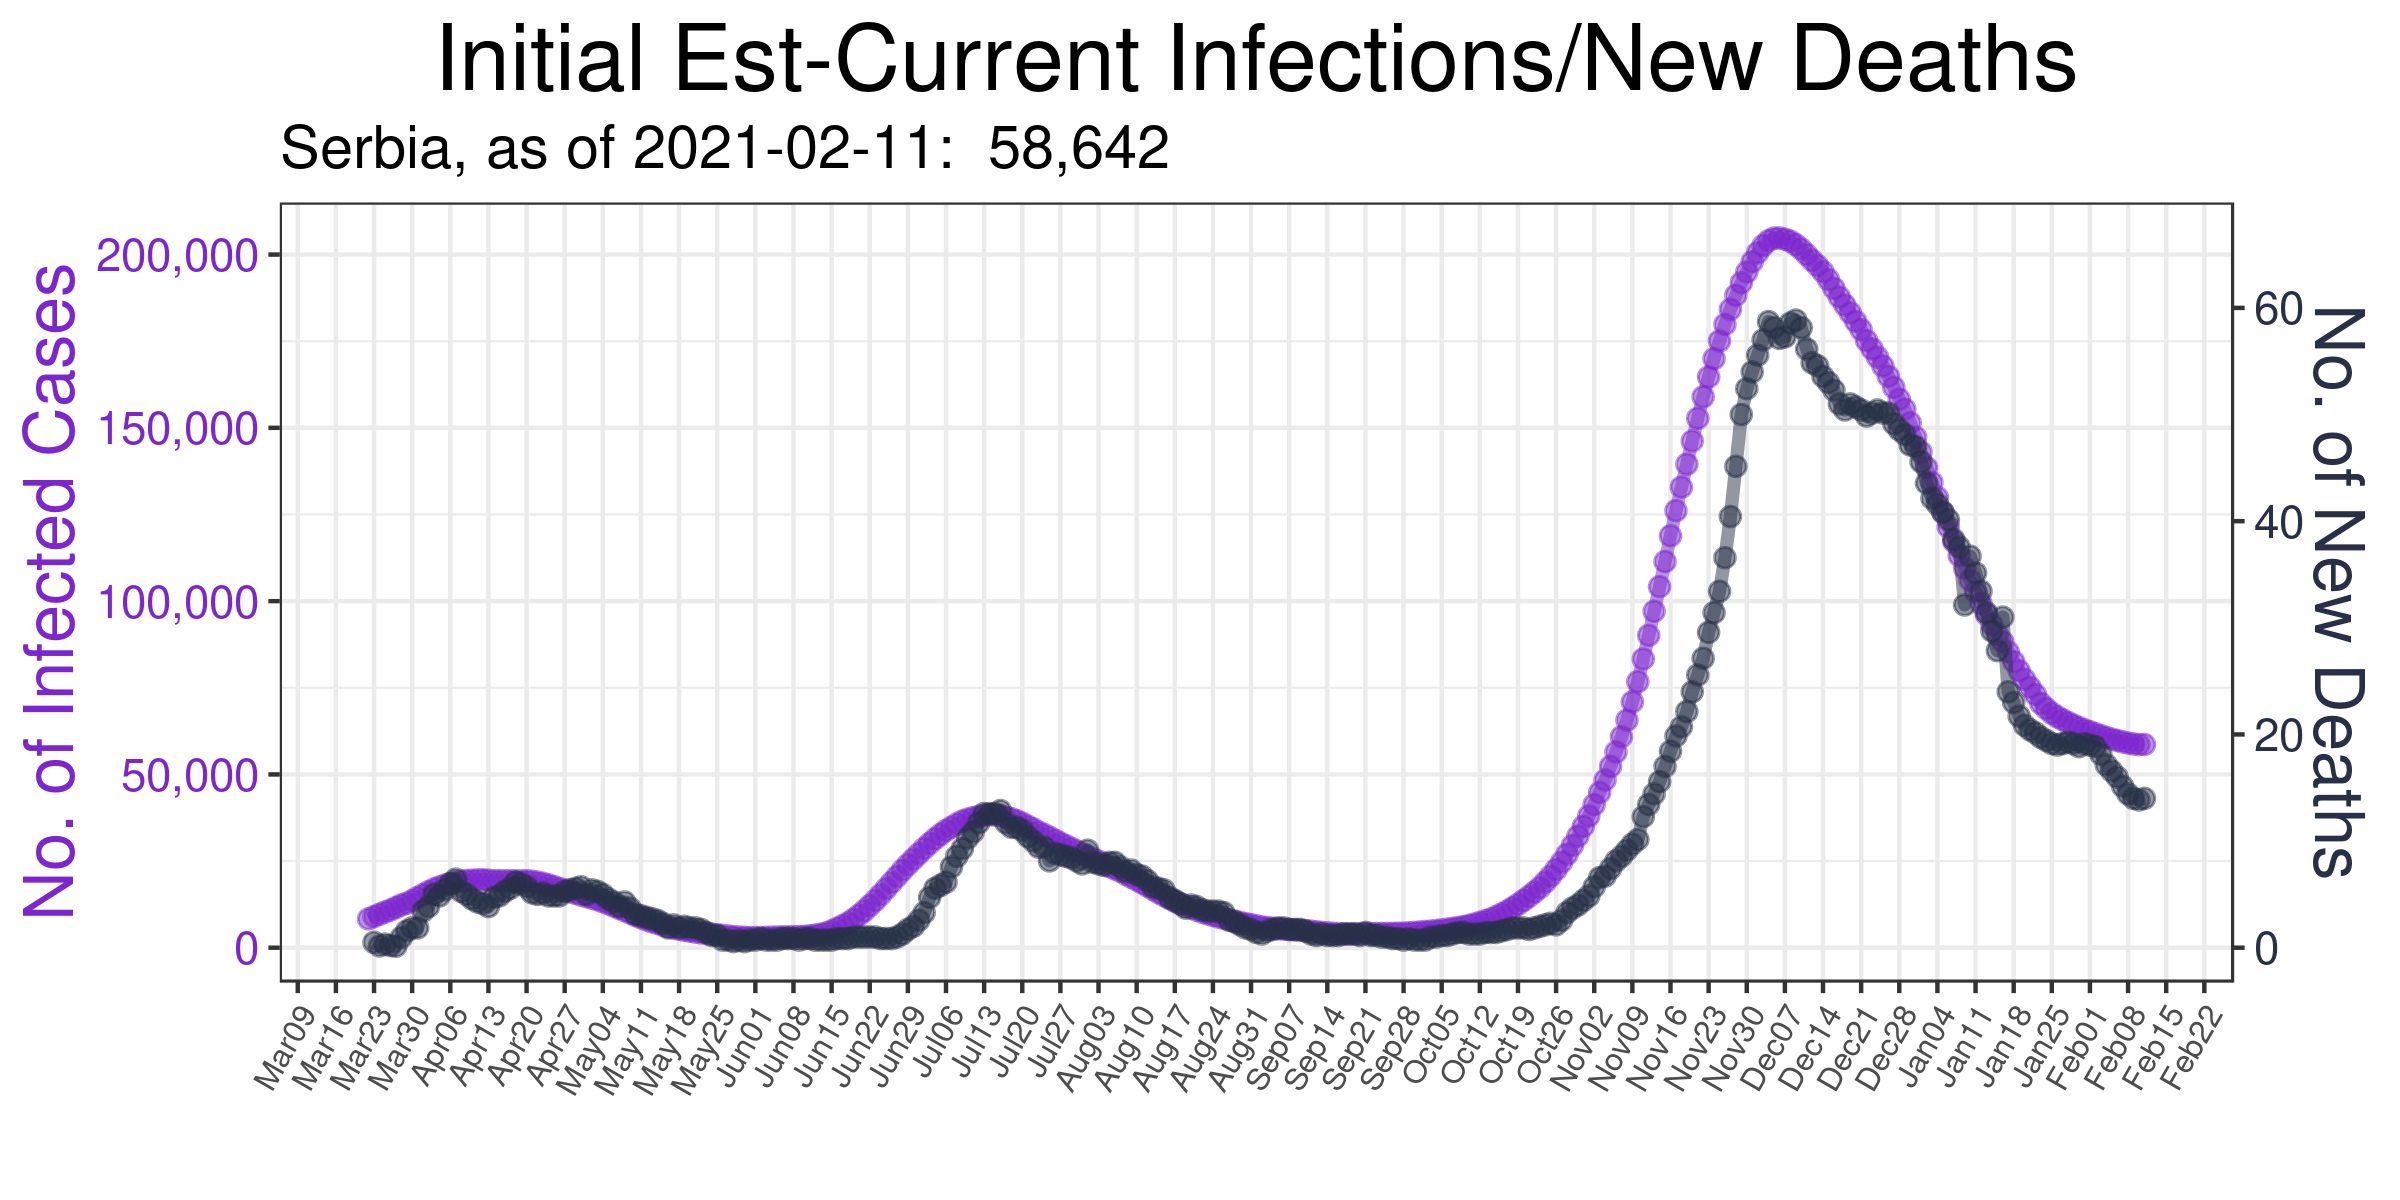 Initial Est-Current Infections/New Deaths
Serbia, as of 2021-02-11:  58,642
No. of Infected Cases
200,000
150,000
100,000
50,000
0
60
40
20
0
No. of New Deaths
Mar09
Mar16
Mar23
Mar30
Apr06
Apr13
Apr20
Apr27
May04
May11
May18
May25
Jun01
Jun08
Jun15
Jun22
Jun29
Jul06
Jul13
Jul20
Jul27
Aug03
Aug10
Aug17
Aug24
Aug31
Sep07
Sep14
Sep21
Sep28
Oct05
Oct12
Oct19
Oct26
Nov02
Nov09
Nov16
Nov23
Nov30
Dec07
Dec14
Dec21
Dec28
Jan04
Jan11
Jan18
Jan25
Feb01
Feb08
Feb15
Feb22